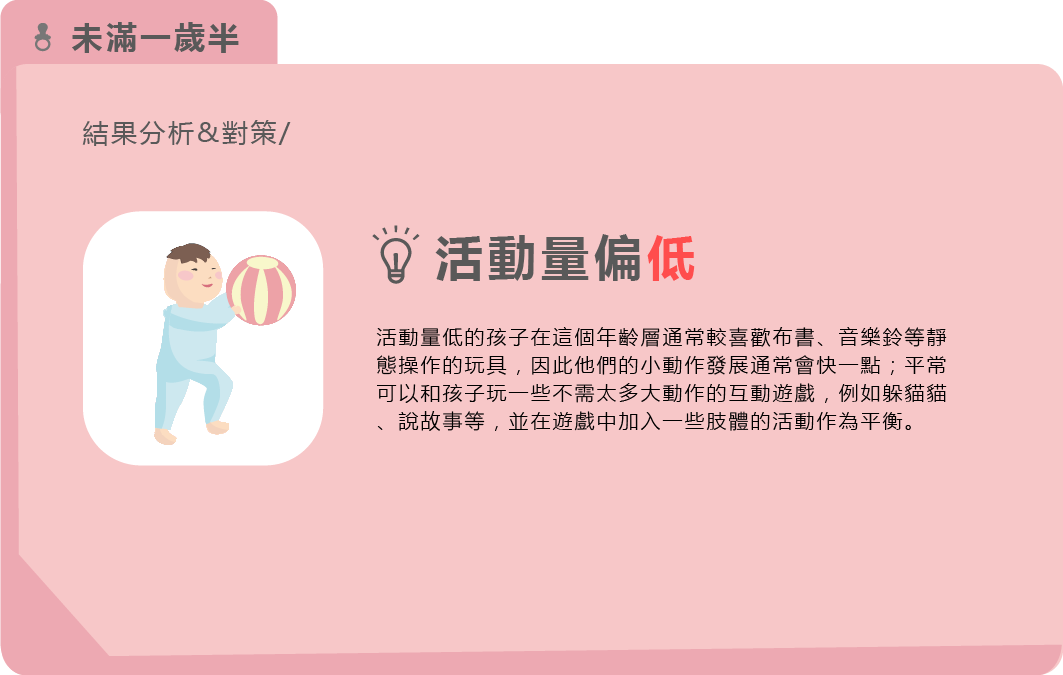 未滿一歲半
結果分析&對策/
活動量偏低
活動量低的孩子在這個年齡層通常較喜歡布書、音樂鈴等靜
態操作的玩具，因此他們的小動作發展通常會快一點；平常
可以和孩子玩一些不需太多大動作的互動遊戲，例如躲貓貓
、說故事等，並在遊戲中加入一些肢體的活動作為平衡。